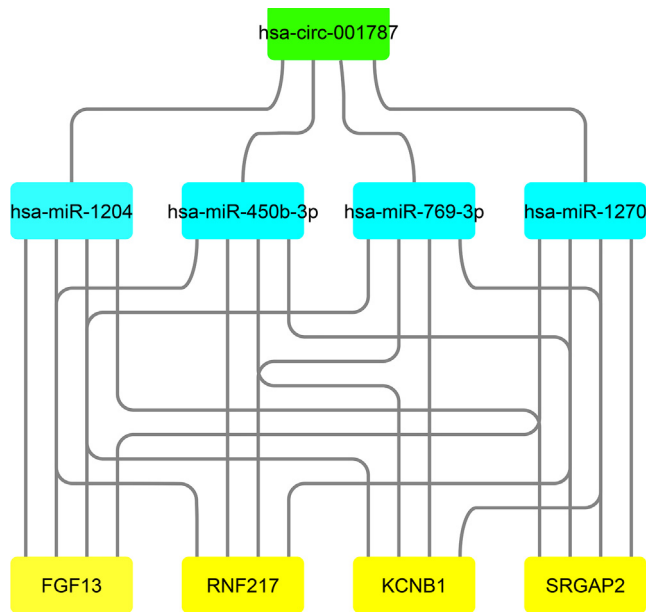 hsa-circ-001787
hsa-miR-1204
hsa-miR-450b-3p
hsa-miR-769-3p
hsa-miR-1270
FGF13
RNF217
KCNB1
SRGAP2